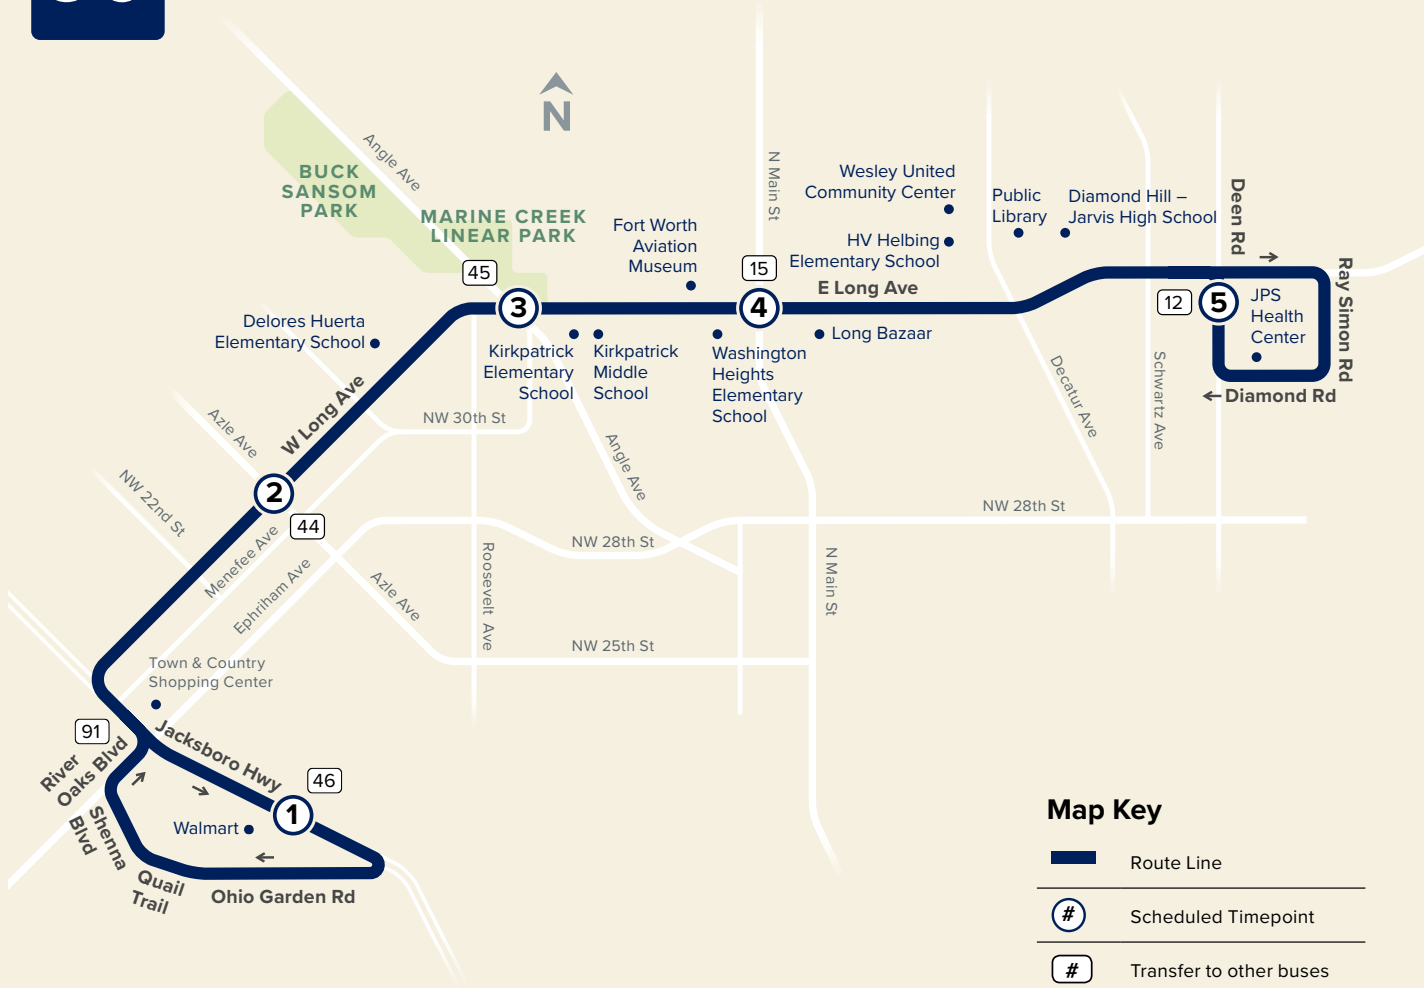 N
Angle Ave
BUCK
SANSOM
PARK
MARINE CREEK
LINEAR PARK
Fort Worth
Aviation
Museum
N Main St
Wesley United
Community Center
HV Helbing
Elementary School
Public
Library
Diamond Hill –
Jarvis High School
Deen Rd
45
3
15
4
E Long Ave
12
5
JPS
Health
Center
Ray Simon Rd
Diamond Rd
Delores Huerta
Elementary School
Kirkpatrick
Elementary
School
Kirkpatrick
Middle
School
Washington
Heights
Elementary
School
Long Bazaar
Decatur Ave
Schwartz Ave
W Long Ave
NW 30th St
Azle Ave
Angle Ave
NW 22nd St
2
44
Menefee Ave
Ephriham Ave
Azle Ave
Roosevelt Ave
NW 28th St
NW 28th St
N Main St
NW 25th St
Town & Country
Shopping Center
91
River
Oaks Blvd
Jacksboro Hwy
46
1
Walmart
Shenna
Blvd
Quail
Trail
Ohio Garden Rd
Map Key
Route Line
# Scheduled Timepoint
# Transfer to other buses